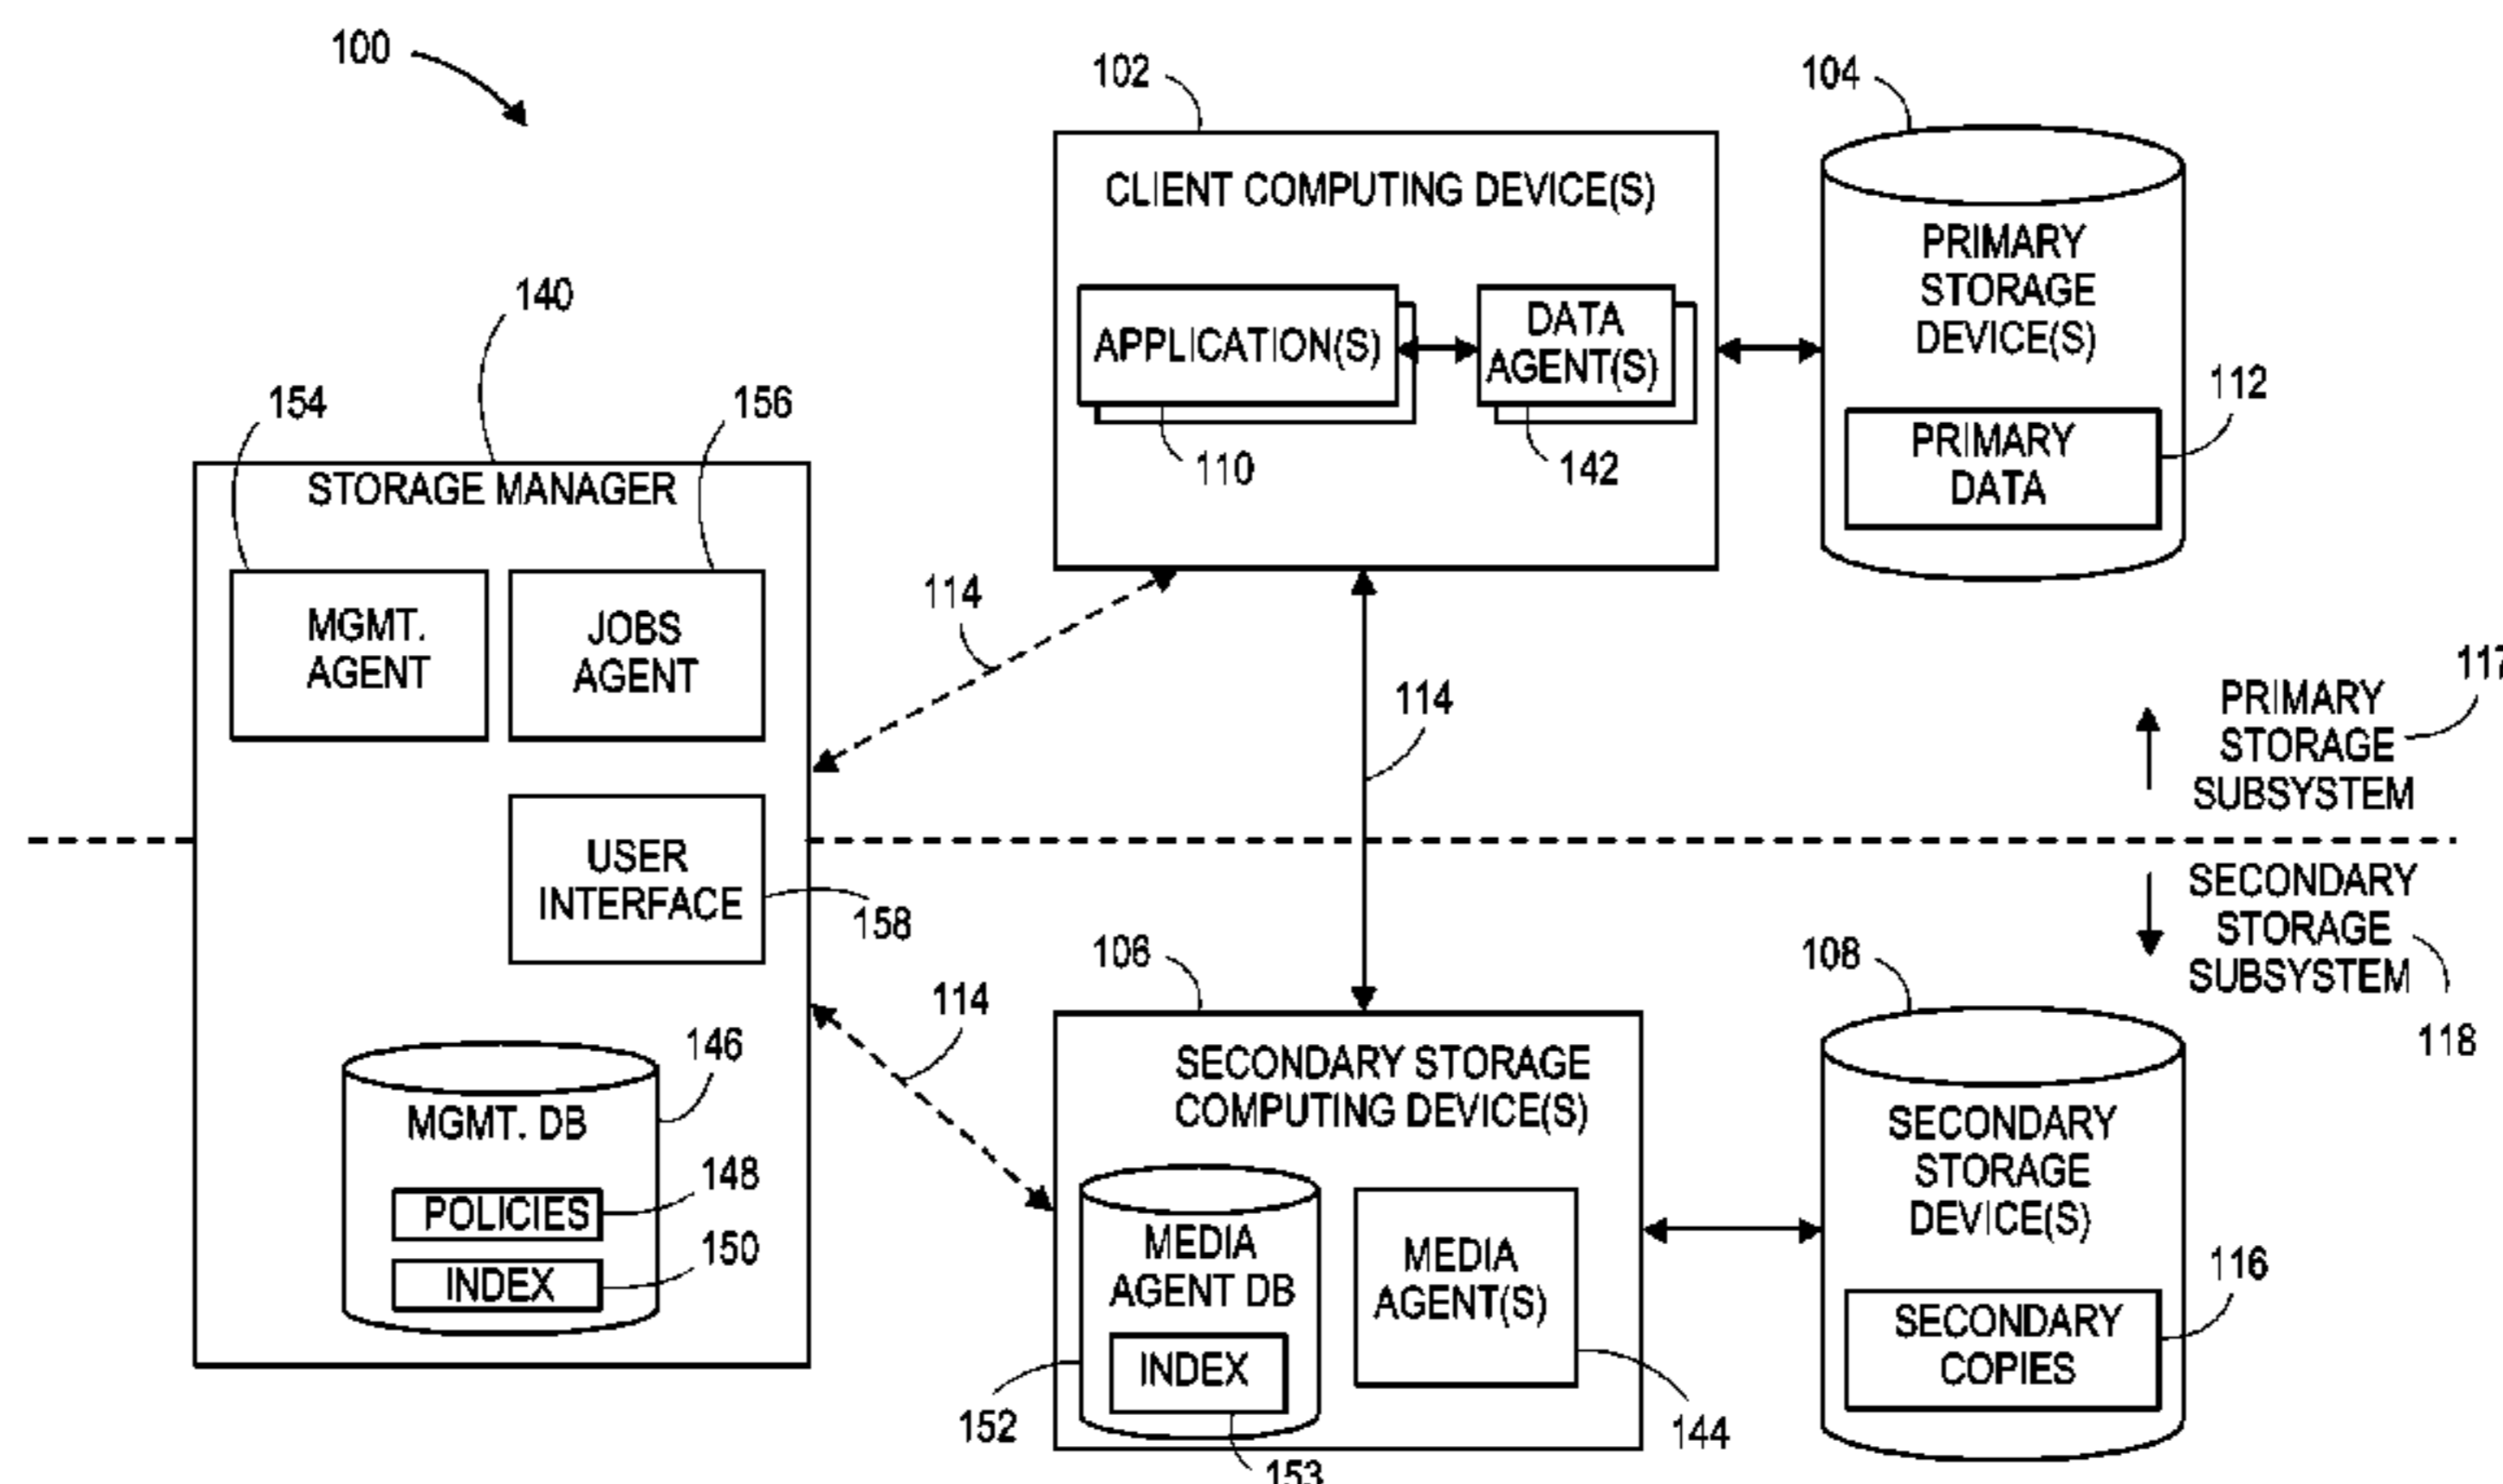 100
102
104
CLIENT COMPUTING DEVICE(S)
APPLICATION(S)
DATA
AGENT(S)
110
142
PRIMARY
STORAGE
DEVICE(S)
112
PRIMARY
DATA
140
154
156
STORAGE MANAGER
MGMT.
AGENT
JOBS
AGENT
114
114
117
PRIMARY
STORAGE
SUBSYSTEM
USER
INTERFACE
158
SECONDARY
STORAGE
SUBSYSTEM
118
114
106
108
146
MGMT. DB
POLICIES
148
INDEX
150
SECONDARY STORAGE
COMPUTING DEVICE(S)
MEDIA
AGENT DB
INDEX
MEDIA
AGENT(S)
152
153
144
SECONDARY
STORAGE
DEVICE(S)
116
SECONDARY
COPIES